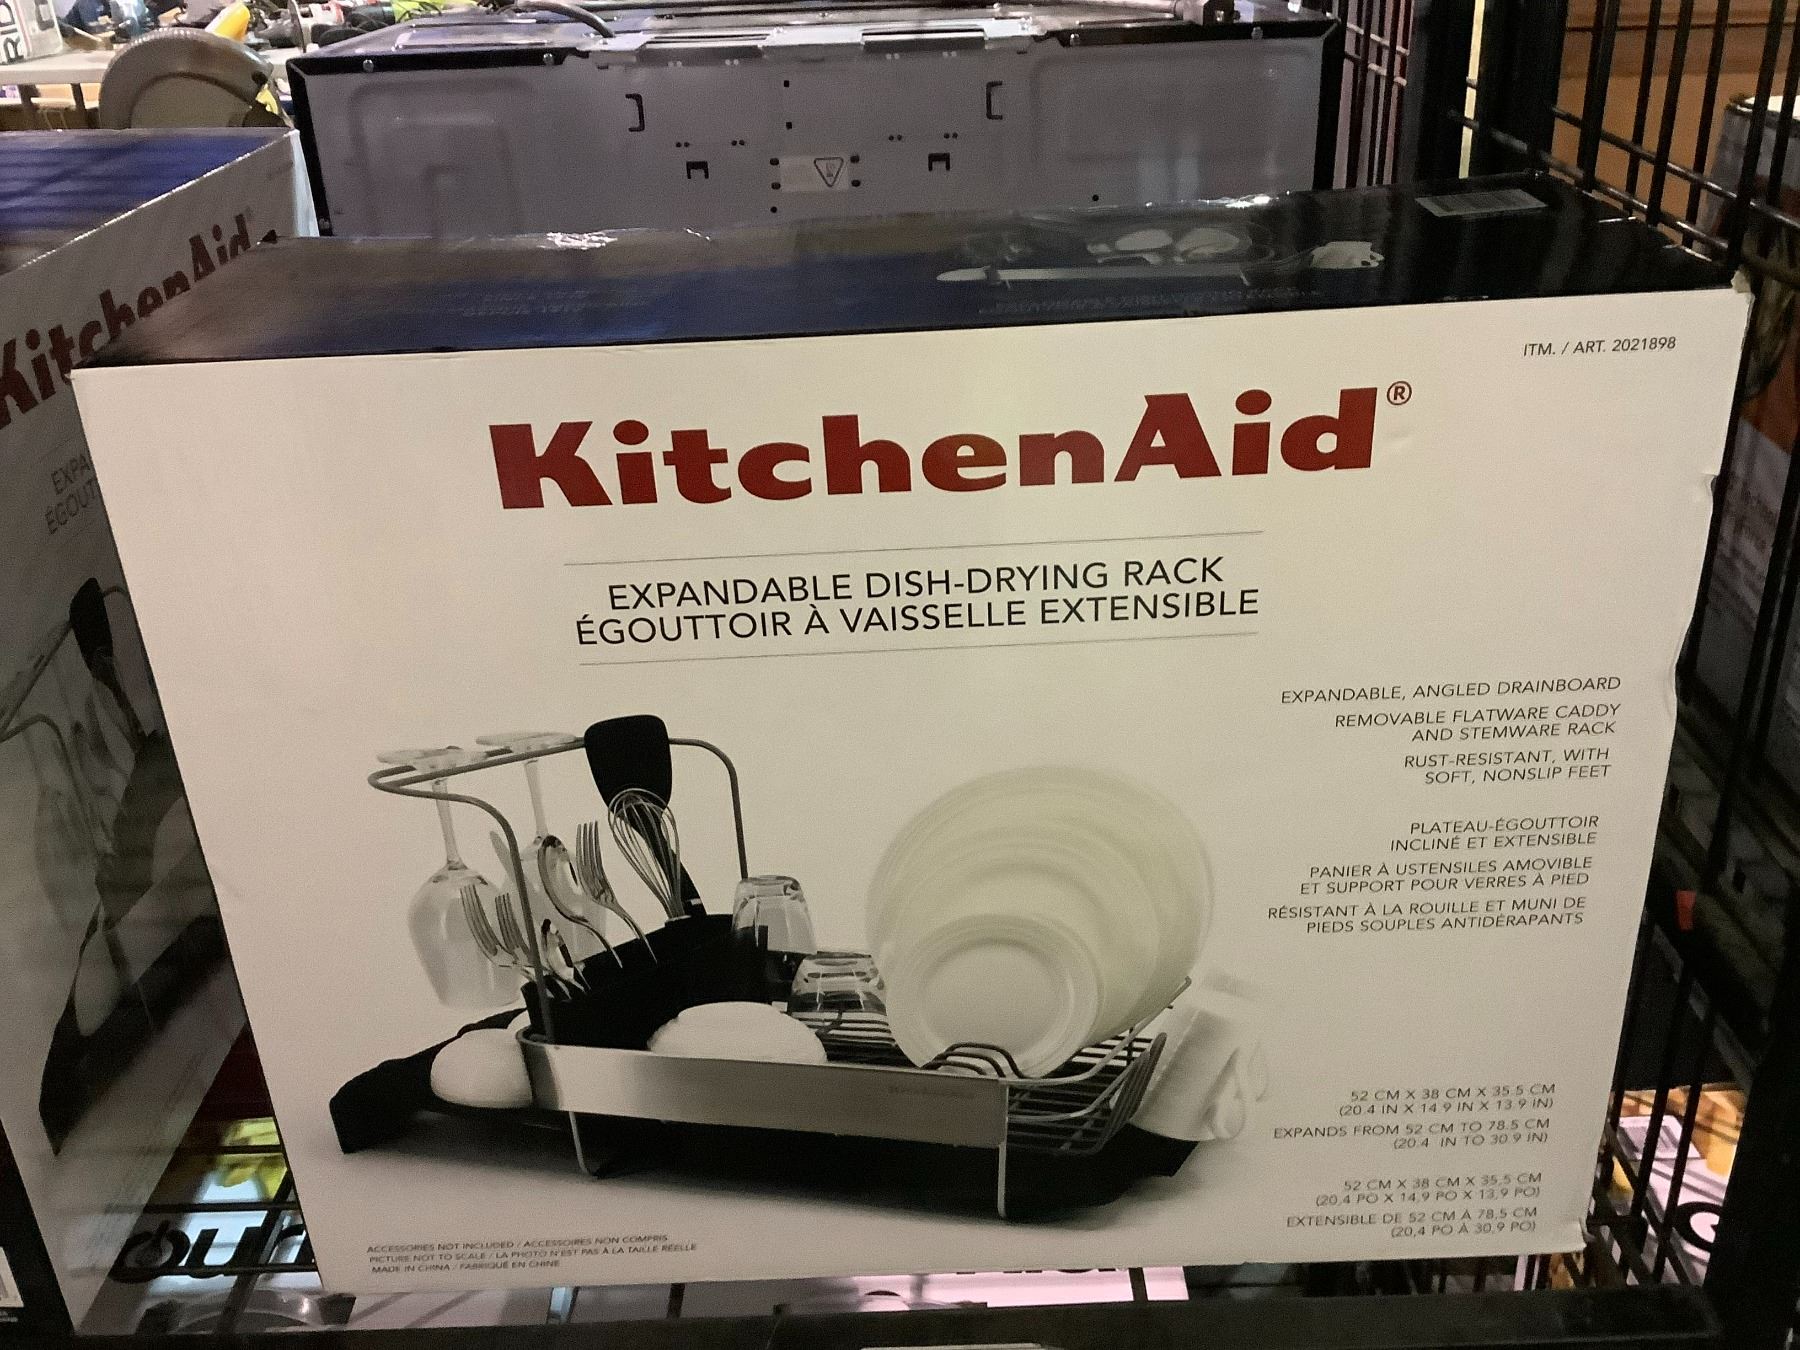 KitchenAid
EXPA
ÉGOUT
ITM. / ART. 2021898
KitchenAid®
EXPANDABLE DISH-DRYING RACK
ÉGOUTTOIR À VAISSELLE EXTENSIBLE
EXPANDABLE, ANGLED DRAINBOARD
REMOVABLE FLATWARE CADDY
AND STEMWARE RACK
RUST-RESISTANT, WITH
SOFT, NONSLIP FEET
PLATEAU-ÉGOUTTOIR
INCLINÉ ET EXTENSIBLE
PANIER À USTENSILES AMOVIBLE
ET SUPPORT POUR VERRES À PIED
RÉSISTANT À LA ROUILLE ET MUNI DE
PIEDS SOUPLES ANTIDÉRAPANTS
52 CM X 38 CM X 35.5 CM
(20.4 IN X 14.9 IN X 13.9 IN)
EXPANDS FROM 52 CM TO 78.5 CM
(20.4 IN TO 30.9 IN)
52 CM X 38 CM X 35,5 CM
(20,4 PO X 14,9 PO X 13,9 PO)
EXTENSIBLE DE 52 CM À 78,5 CM
(20,4 PO À 30,9 PO)
ACCESSORIES NOT INCLUDED / ACCESSOIRES NON COMPRIS
PICTURE NOT TO SCALE / LA PHOTO N'EST PAS À LA TAILLE RÉELLE
MADE IN CHINA / FABRIQUÉ EN CHINE